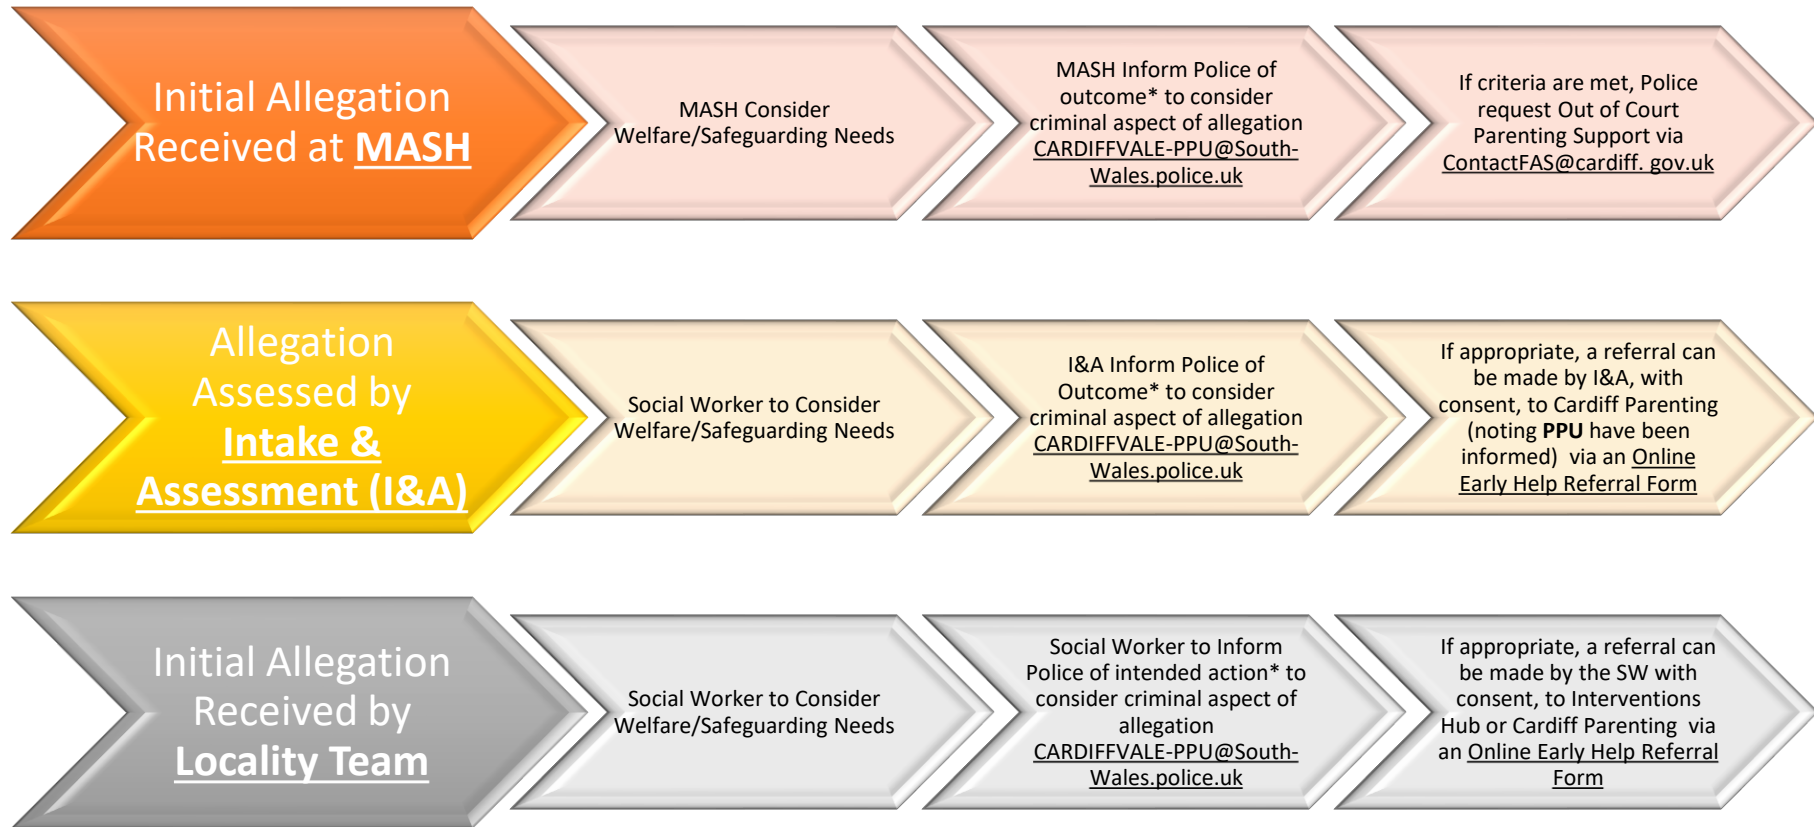 Initial Allegation
Received at MASH
MASH Consider
Welfare/Safeguarding Needs
MASH Inform Police of
outcome* to consider
criminal aspect of allegation
CARDIFFVALE-PPU@South-
Wales.police.uk
If criteria are met, Police
request Out of Court
Parenting Support via
ContactFAS@cardiff. gov.uk
Allegation
Assessed by
Intake &
Assessment (I&A)
Social Worker to Consider
Welfare/Safeguarding Needs
I&A Inform Police of
Outcome* to consider
criminal aspect of allegation
CARDIFFVALE-PPU@South-
Wales.police.uk
If appropriate, a referral can
be made by I&A, with
consent, to Cardiff Parenting
(noting PPU have been
informed) via an Online
Early Help Referral Form
Initial Allegation
Received by
Locality Team
Social Worker to Consider
Welfare/Safeguarding Needs
Social Worker to Inform
Police of intended action* to
consider criminal aspect of
allegation
CARDIFFVALE-PPU@South-
Wales.police.uk
If appropriate, a referral can
be made by the SW with
consent, to Interventions
Hub or Cardiff Parenting via
an Online Early Help Referral
Form